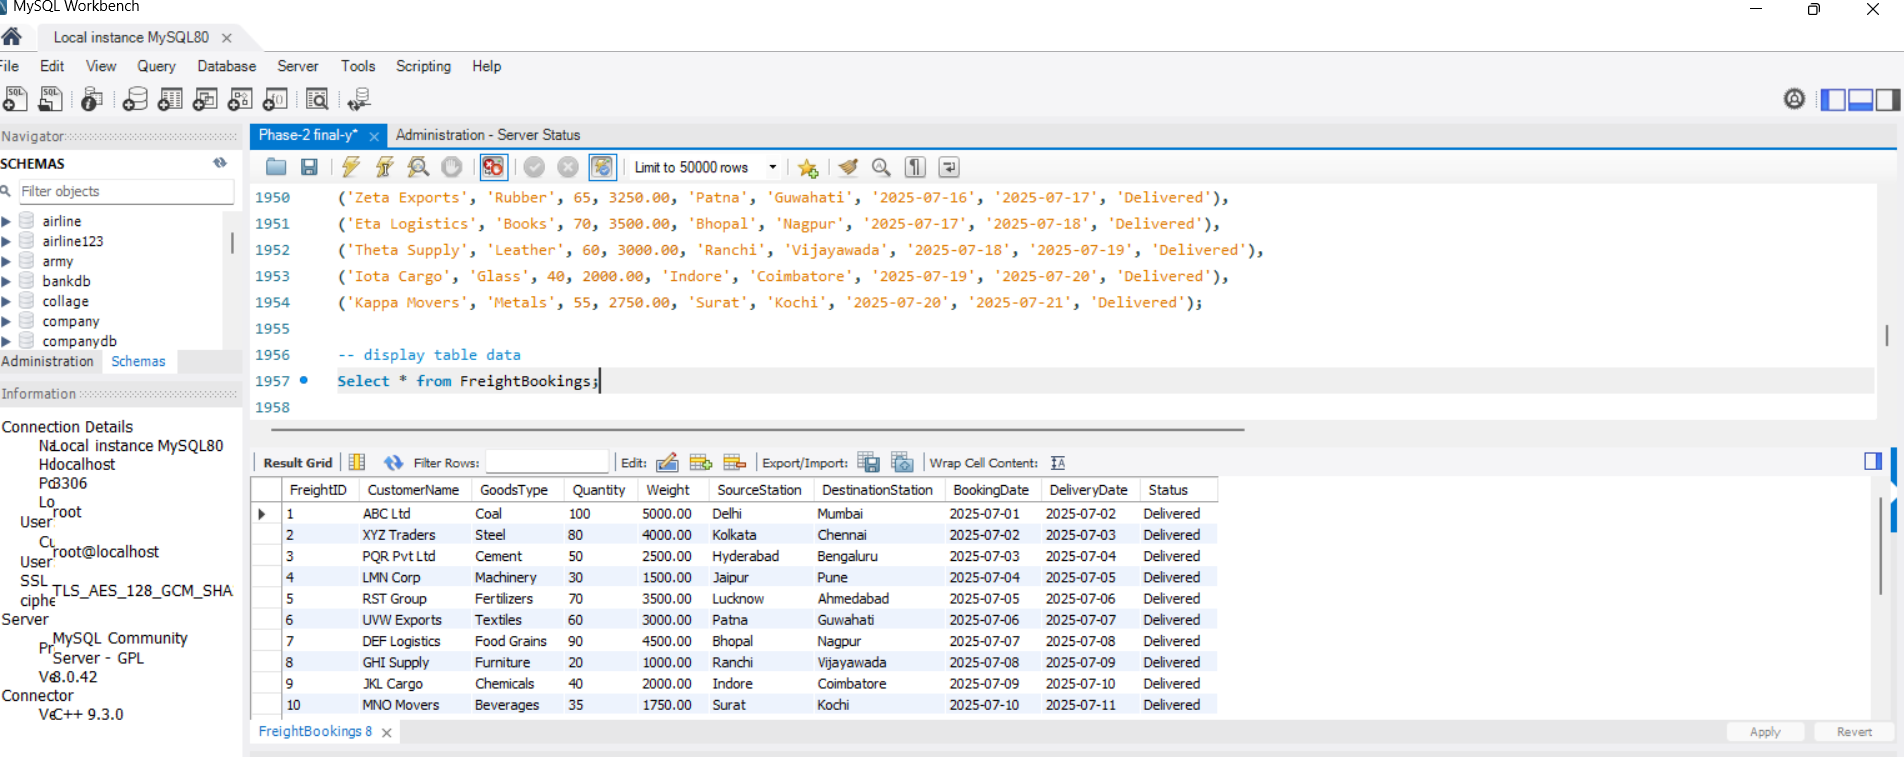 MySQL Workbench
Local instance MySQL80
File Edit View Query Database Server Tools Scripting Help
Navigator
Phase-2 final-y* Administration - Server Status
SCHEMAS
Limit to 50000 rows
Filter objects
airline
airline123
army
bankdb
collage
company
companydb
Administration Schemas
Information
Connection Details
Local instance MySQL80
localhost
3306
root
User
root@localhost
User
SSL
TLS_AES_128_GCM_SHA
Server
MySQL Community
Server - GPL
8.0.42
Connector
C++ 9.3.0
1950 ('Zeta Exports', 'Rubber', 65, 3250.00, 'Patna', 'Guwahati', '2025-07-16', '2025-07-17', 'Delivered'),
1951 ('Eta Logistics', 'Books', 70, 3500.00, 'Bhopal', 'Nagpur', '2025-07-17', '2025-07-18', 'Delivered'),
1952 ('Theta Supply', 'Leather', 60, 3000.00, 'Ranchi', 'Vijayawada', '2025-07-18', '2025-07-19', 'Delivered'),
1953 ('Iota Cargo', 'Glass', 40, 2000.00, 'Indore', 'Coimbatore', '2025-07-19', '2025-07-20', 'Delivered'),
1954 ('Kappa Movers', 'Metals', 55, 2750.00, 'Surat', 'Kochi', '2025-07-20', '2025-07-21', 'Delivered');
1955
1956 -- display table data
1957 Select * from FreightBookings;
1958
Result Grid Filter Rows: Edit: Export/Import: Wrap Cell Content:
FreightID CustomerName GoodsType Quantity Weight SourceStation DestinationStation BookingDate DeliveryDate Status
1 ABC Ltd Coal 100 5000.00 Delhi Mumbai 2025-07-01 2025-07-02 Delivered
2 XYZ Traders Steel 80 4000.00 Kolkata Chennai 2025-07-02 2025-07-03 Delivered
3 PQR Pvt Ltd Cement 50 2500.00 Hyderabad Bengaluru 2025-07-03 2025-07-04 Delivered
4 LMN Corp Machinery 30 1500.00 Jaipur Pune 2025-07-04 2025-07-05 Delivered
5 RST Group Fertilizers 70 3500.00 Lucknow Ahmedabad 2025-07-05 2025-07-06 Delivered
6 UVW Exports Textiles 60 3000.00 Patna Guwahati 2025-07-06 2025-07-07 Delivered
7 DEF Logistics Food Grains 90 4500.00 Bhopal Nagpur 2025-07-07 2025-07-08 Delivered
8 GHI Supply Furniture 20 1000.00 Ranchi Vijayawada 2025-07-08 2025-07-09 Delivered
9 JKL Cargo Chemicals 40 2000.00 Indore Coimbatore 2025-07-09 2025-07-10 Delivered
10 MNO Movers Beverages 35 1750.00 Surat Kochi 2025-07-10 2025-07-11 Delivered
FreightBookings 8
Apply Revert